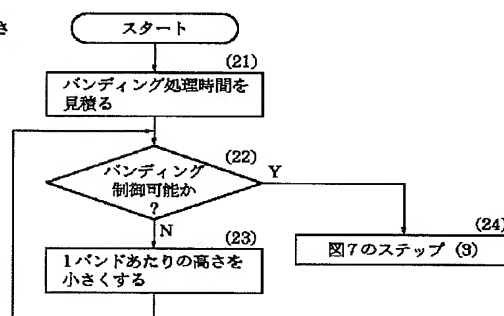 さ
スタート
(21)
バンディング処理時間を
見積る
(22)
バンディング
制御可能か
?
Y
N
(23)
1バンドあたりの高さを
小さくする
(24)
図7のステップ (3)